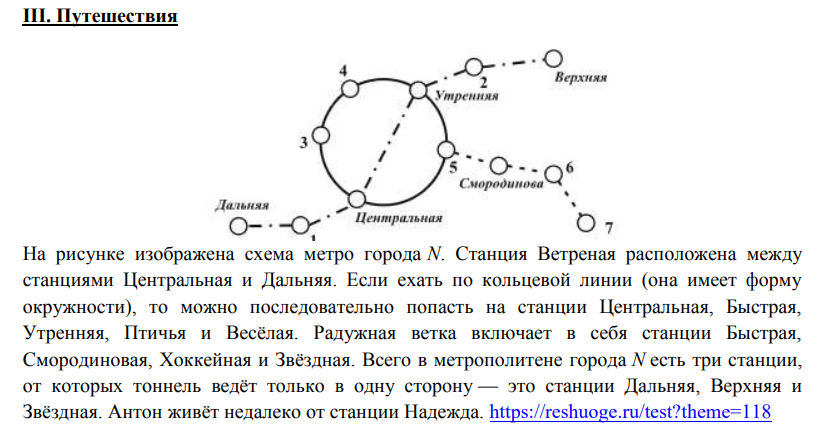 III. Путешествия
4
2
Верхняя
Утренняя
3
5
6
Смородинова
Дальняя
1
Центральная
7
На рисунке изображена схема метро города N. Станция Ветреная расположена между
станциями Центральная и Дальняя. Если ехать по кольцевой линии (она имеет форму
окружности), то можно последовательно попасть на станции Центральная, Быстрая,
Утренняя, Птичья и Весёлая. Радужная ветка включает в себя станции Быстрая,
Смородиновая, Хоккейная и Звёздная. Всего в метрополитене города N есть три станции,
от которых тоннель ведёт только в одну сторону — это станции Дальняя, Верхняя и
Звёздная. Антон живёт недалеко от станции Надежда. https://reshuoge.ru/test?theme=118